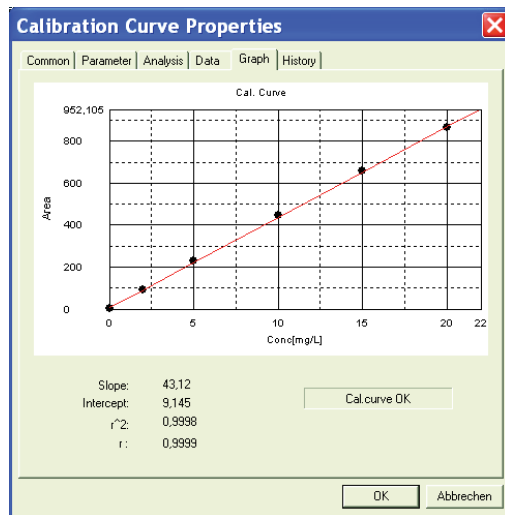 Calibration Curve Properties
Common Parameter Analysis Data Graph History
Cal. Curve
952,105
800
600
400
200
0
Area
0 5 10 15 20 22
Conc[mg/L]
Slope: 43,12
Intercept: 9,145
r^2: 0,9998
r : 0,9999
Cal.curve OK
OK Abbrechen